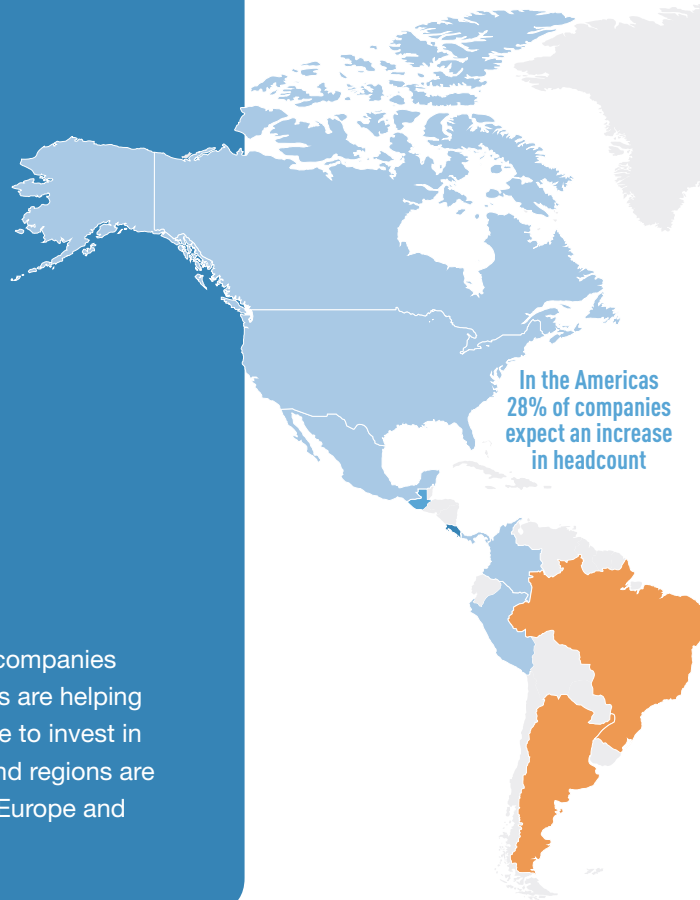 In the Americas
28% of companies
expect an increase
in headcount
companies
are helping
e to invest in
nd regions are
Europe and